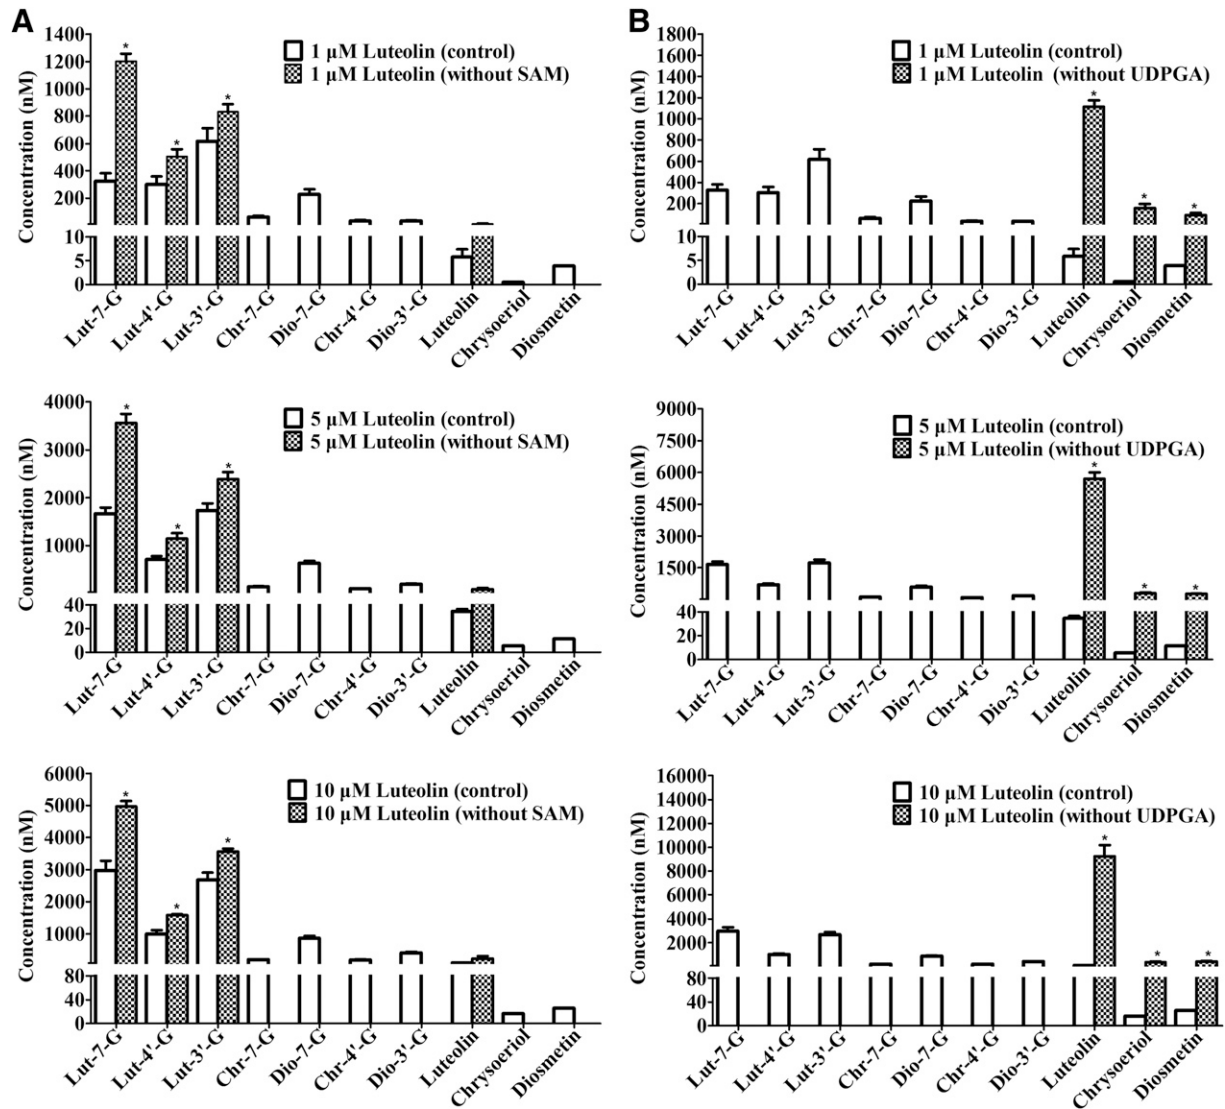 A
Concentration (nM)
1400
1200
1000
800
600
400
200
10
5
0
1 µM Luteolin (control)
1 µM Luteolin (without SAM)
*
*
*
Lut-7-G
Lut-4'-G
Lut-3'-G
Chr-7-G
Dio-7-G
Chr-4'-G
Dio-3'-G
Luteolin
Chrysoeriol
Diosmetin
B
Concentration (nM)
1800
1600
1400
1200
1000
800
600
400
200
10
5
0
1 µM Luteolin (control)
1 µM Luteolin (without UDPGA)
*
*
*
Lut-7-G
Lut-4'-G
Lut-3'-G
Chr-7-G
Dio-7-G
Chr-4'-G
Dio-3'-G
Luteolin
Chrysoeriol
Diosmetin
Concentration (nM)
4000
3000
2000
1000
40
20
0
5 µM Luteolin (control)
5 µM Luteolin (without SAM)
*
*
*
Lut-7-G
Lut-4'-G
Lut-3'-G
Chr-7-G
Dio-7-G
Chr-4'-G
Dio-3'-G
Luteolin
Chrysoeriol
Diosmetin
Concentration (nM)
9000
7500
6000
4500
3000
1500
40
20
0
5 µM Luteolin (control)
5 µM Luteolin (without UDPGA)
*
*
*
Lut-7-G
Lut-4'-G
Lut-3'-G
Chr-7-G
Dio-7-G
Chr-4'-G
Dio-3'-G
Luteolin
Chrysoeriol
Diosmetin
Concentration (nM)
6000
5000
4000
3000
2000
1000
80
40
0
10 µM Luteolin (control)
10 µM Luteolin (without SAM)
*
*
*
Lut-7-G
Lut-4'-G
Lut-3'-G
Chr-7-G
Dio-7-G
Chr-4'-G
Dio-3'-G
Luteolin
Chrysoeriol
Diosmetin
Concentration (nM)
16000
14000
12000
10000
8000
6000
4000
2000
80
40
0
10 µM Luteolin (control)
10 µM Luteolin (without UDPGA)
*
*
*
Lut-7-G
Lut-4'-G
Lut-3'-G
Chr-7-G
Dio-7-G
Chr-4'-G
Dio-3'-G
Luteolin
Chrysoeriol
Diosmetin